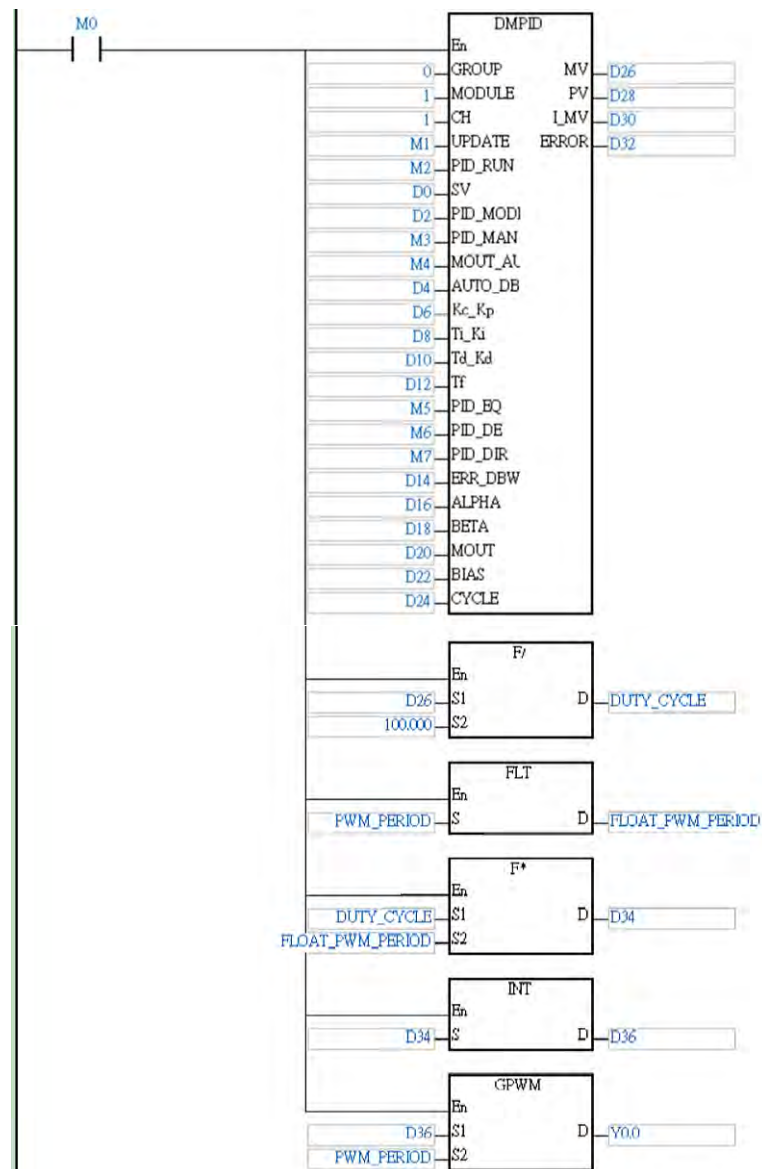 M0
DMPID
En
0 GROUP MV D26
1 MODULE PV D28
1 CH I_MV D30
M1 UPDATE ERROR D32
M2 PID_RUN
D0 SV
D2 PID_MODI
M3 PID_MAN
M4 MOUT_AU
D4 AUTO_DB
D6 Kc_Kp
D8 Ti_Ki
D10 Td_Kd
D12 Tf
M5 PID_EQ
M6 PID_DE
M7 PID_DIR
D14 ERR_DBW
D16 ALPHA
D18 BETA
D20 MOUT
D22 BIAS
D24 CYCLE
F/
En
D26 S1 D DUTY_CYCLE
100.000 S2
FLT
En
PWM_PERIOD S D FLOAT_PWM_PERIOD
F*
En
DUTY_CYCLE S1 D D34
FLOAT_PWM_PERIOD S2
INT
En
D34 S D D36
GPWM
En
D36 S1 D Y0.0
PWM_PERIOD S2